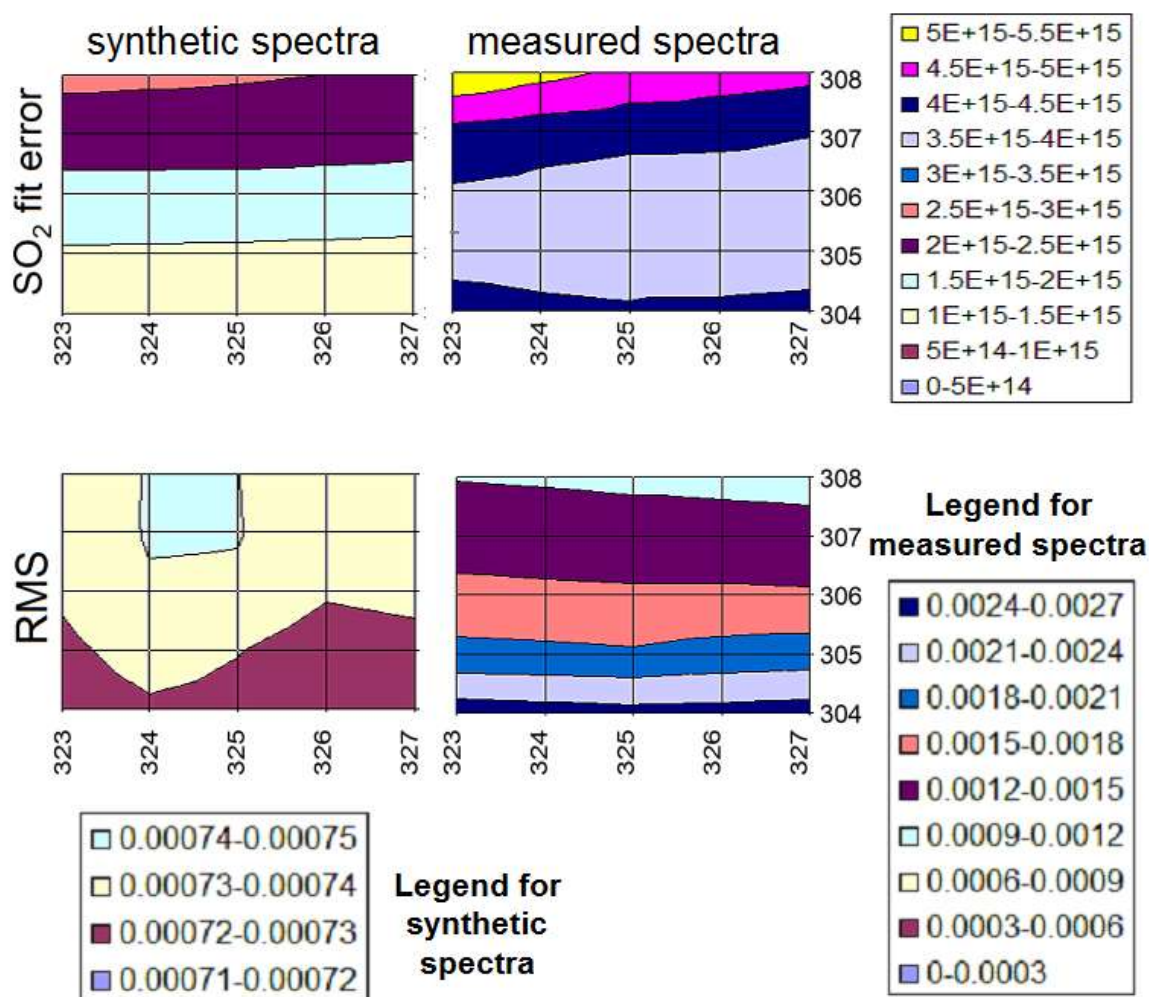 synthetic spectra
measured spectra
SO2 fit error
308
307
306
305
304
323
324
325
326
327
323
324
325
326
327
5E+15-5.5E+15
4.5E+15-5E+15
4E+15-4.5E+15
3.5E+15-4E+15
3E+15-3.5E+15
2.5E+15-3E+15
2E+15-2.5E+15
1.5E+15-2E+15
1E+15-1.5E+15
5E+14-1E+15
0-5E+14
RMS
308
307
306
305
304
323
324
325
326
327
323
324
325
326
327
Legend for
measured spectra
0.0024-0.0027
0.0021-0.0024
0.0018-0.0021
0.0015-0.0018
0.0012-0.0015
0.0009-0.0012
0.0006-0.0009
0.0003-0.0006
0-0.0003
0.00074-0.00075
0.00073-0.00074
0.00072-0.00073
0.00071-0.00072
Legend for
synthetic
spectra